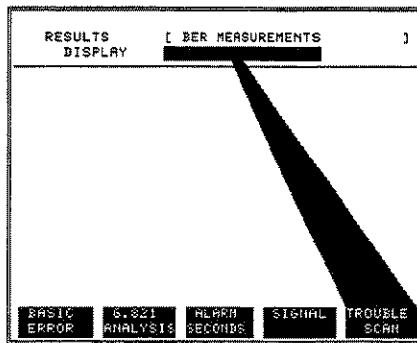 RESULTS [ BER MEASUREMENTS ]
DISPLAY
BASIC ERROR
G.821 ANALYSIS
ALARM SECONDS
SIGNAL
TROUBLE SCAN